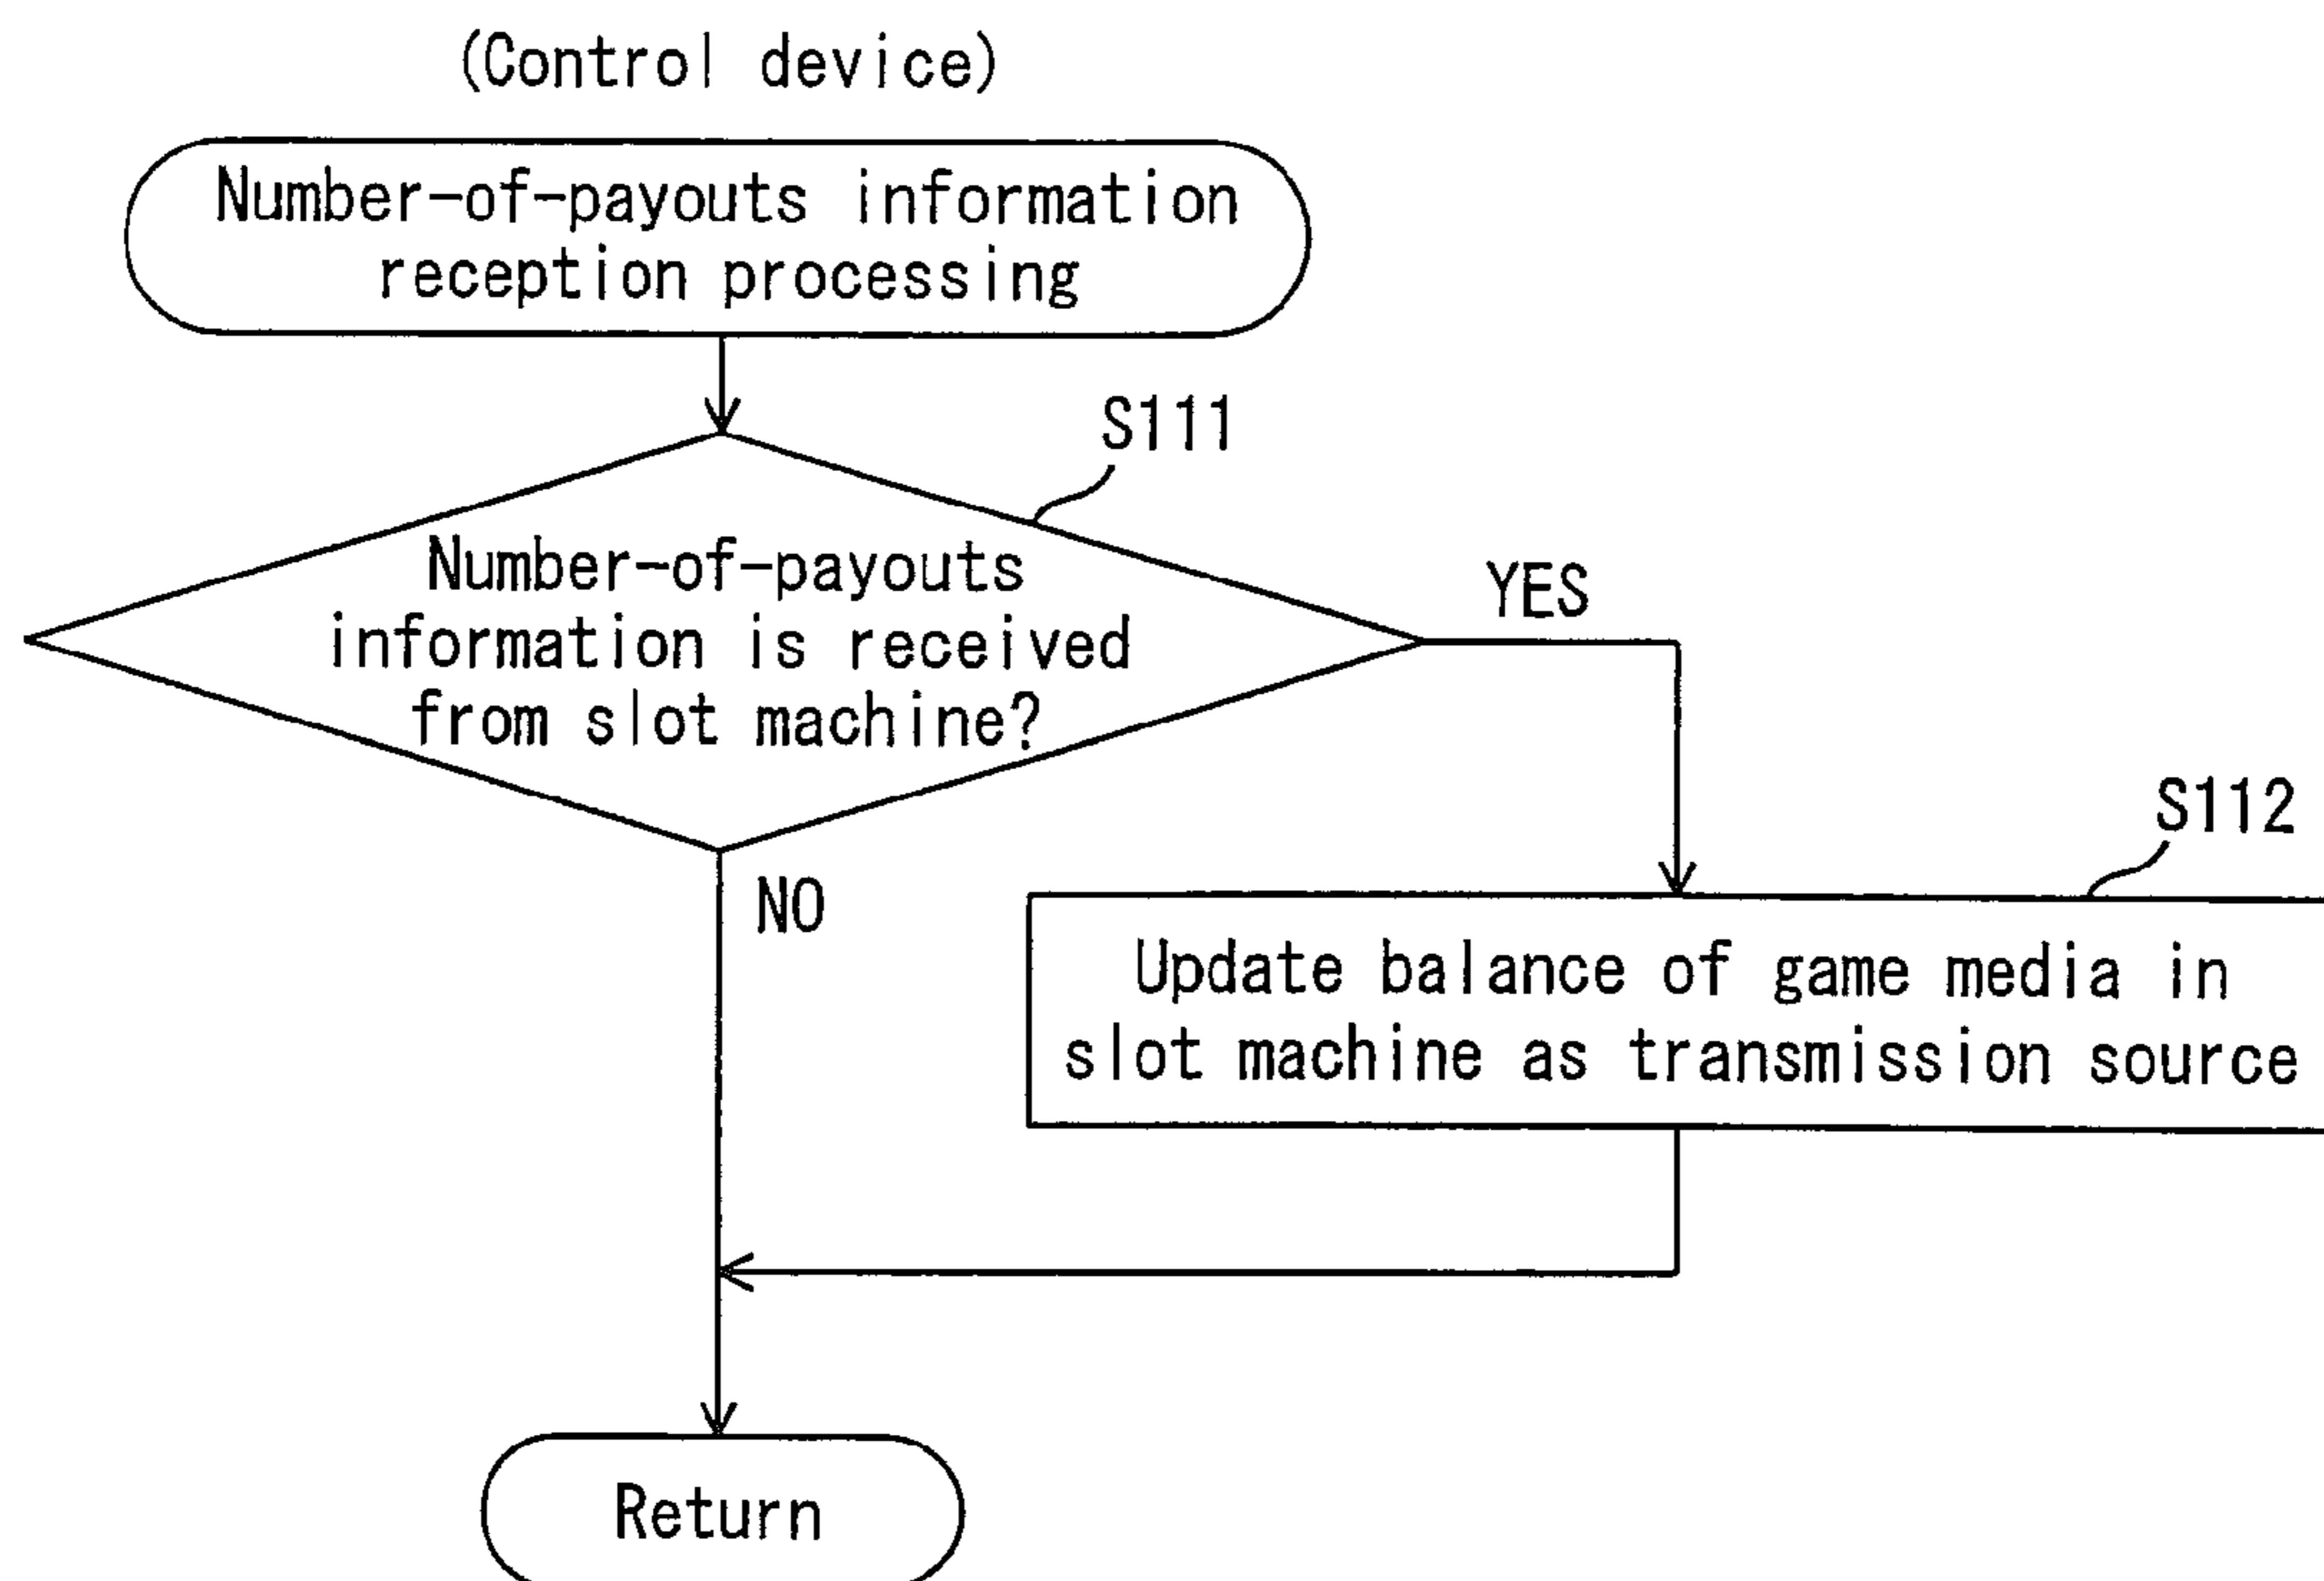 (Control device)
Number-of-payouts information
reception processing
S111
Number-of-payouts
information is received
from slot machine?
YES
S112
NO
Update balance of game media in
slot machine as transmission source
Return